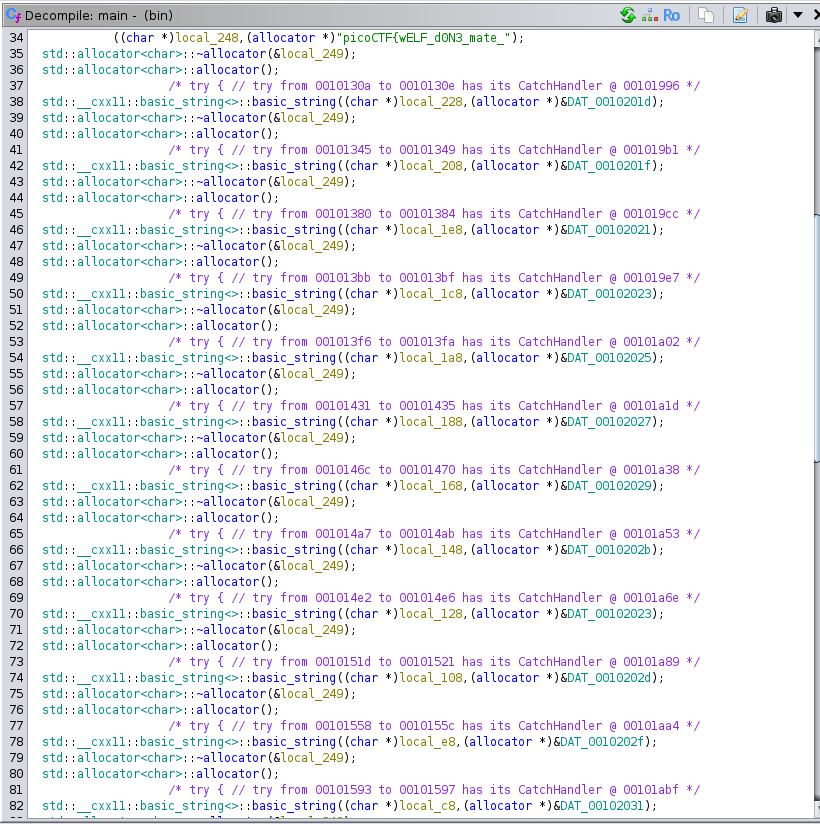 Decompile: main - (bin)
Ro
34 ((char *)local_248,(allocator *)"picoCTF{wELF_d0N3_mate_");
35 std::allocator<char>::~allocator(&local_249);
36 std::allocator<char>::allocator();
37 /* try { // try from 0010130a to 0010130e has its CatchHandler @ 00101996 */
38 std::__cxx11::basic_string<>::basic_string((char *)local_228,(allocator *)&DAT_0010201d);
39 std::allocator<char>::~allocator(&local_249);
40 std::allocator<char>::allocator();
41 /* try { // try from 00101345 to 00101349 has its CatchHandler @ 001019b1 */
42 std::__cxx11::basic_string<>::basic_string((char *)local_208,(allocator *)&DAT_0010201f);
43 std::allocator<char>::~allocator(&local_249);
44 std::allocator<char>::allocator();
45 /* try { // try from 00101380 to 00101384 has its CatchHandler @ 001019cc */
46 std::__cxx11::basic_string<>::basic_string((char *)local_1e8,(allocator *)&DAT_00102021);
47 std::allocator<char>::~allocator(&local_249);
48 std::allocator<char>::allocator();
49 /* try { // try from 001013bb to 001013bf has its CatchHandler @ 001019e7 */
50 std::__cxx11::basic_string<>::basic_string((char *)local_1c8,(allocator *)&DAT_00102023);
51 std::allocator<char>::~allocator(&local_249);
52 std::allocator<char>::allocator();
53 /* try { // try from 001013f6 to 001013fa has its CatchHandler @ 00101a02 */
54 std::__cxx11::basic_string<>::basic_string((char *)local_1a8,(allocator *)&DAT_00102025);
55 std::allocator<char>::~allocator(&local_249);
56 std::allocator<char>::allocator();
57 /* try { // try from 00101431 to 00101435 has its CatchHandler @ 00101a1d */
58 std::__cxx11::basic_string<>::basic_string((char *)local_188,(allocator *)&DAT_00102027);
59 std::allocator<char>::~allocator(&local_249);
60 std::allocator<char>::allocator();
61 /* try { // try from 0010146c to 00101470 has its CatchHandler @ 00101a38 */
62 std::__cxx11::basic_string<>::basic_string((char *)local_168,(allocator *)&DAT_00102029);
63 std::allocator<char>::~allocator(&local_249);
64 std::allocator<char>::allocator();
65 /* try { // try from 001014a7 to 001014ab has its CatchHandler @ 00101a53 */
66 std::__cxx11::basic_string<>::basic_string((char *)local_148,(allocator *)&DAT_0010202b);
67 std::allocator<char>::~allocator(&local_249);
68 std::allocator<char>::allocator();
69 /* try { // try from 001014e2 to 001014e6 has its CatchHandler @ 00101a6e */
70 std::__cxx11::basic_string<>::basic_string((char *)local_128,(allocator *)&DAT_00102023);
71 std::allocator<char>::~allocator(&local_249);
72 std::allocator<char>::allocator();
73 /* try { // try from 0010151d to 00101521 has its CatchHandler @ 00101a89 */
74 std::__cxx11::basic_string<>::basic_string((char *)local_108,(allocator *)&DAT_0010202d);
75 std::allocator<char>::~allocator(&local_249);
76 std::allocator<char>::allocator();
77 /* try { // try from 00101558 to 0010155c has its CatchHandler @ 00101aa4 */
78 std::__cxx11::basic_string<>::basic_string((char *)local_e8,(allocator *)&DAT_0010202f);
79 std::allocator<char>::~allocator(&local_249);
80 std::allocator<char>::allocator();
81 /* try { // try from 00101593 to 00101597 has its CatchHandler @ 00101abf */
82 std::__cxx11::basic_string<>::basic_string((char *)local_c8,(allocator *)&DAT_00102031);